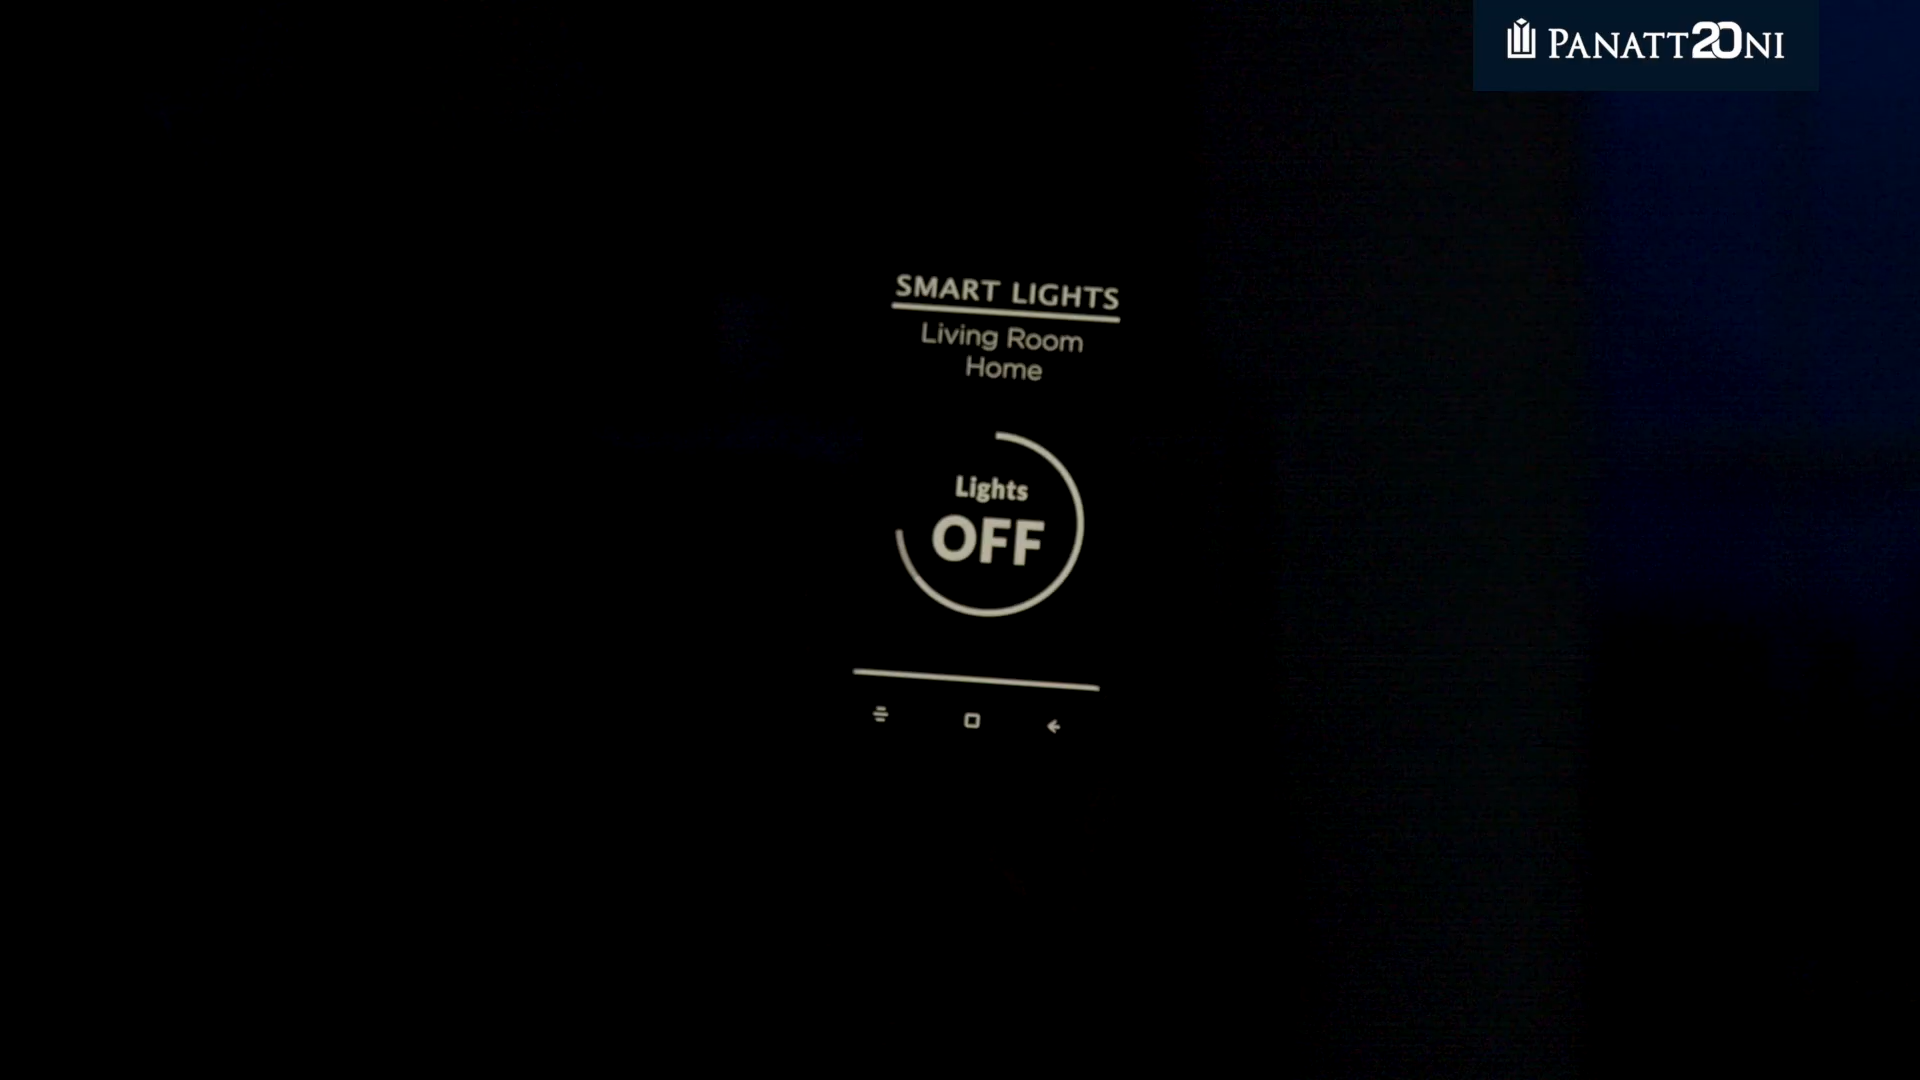 PANATT20NI
SMART LIGHTS
Living Room
Home
Lights
OFF